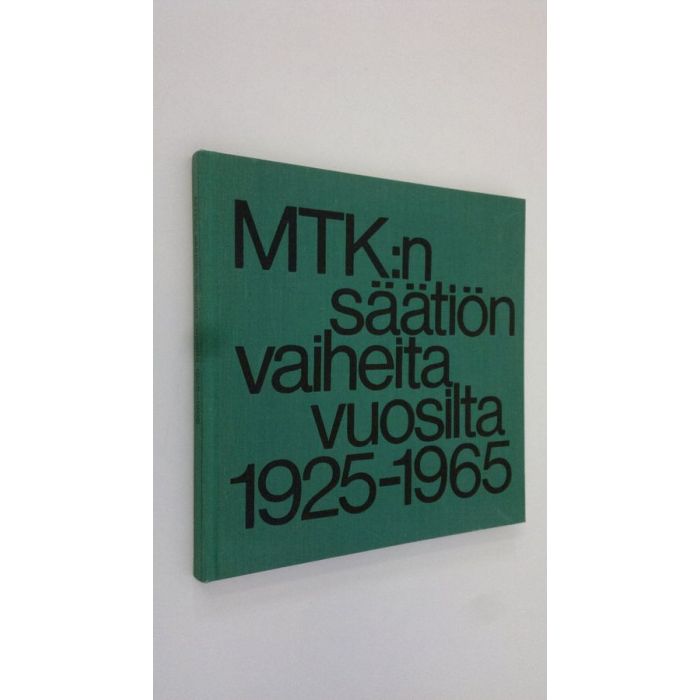 MTK:n
säätiön
vaiheita
vuosilta
1925-1965